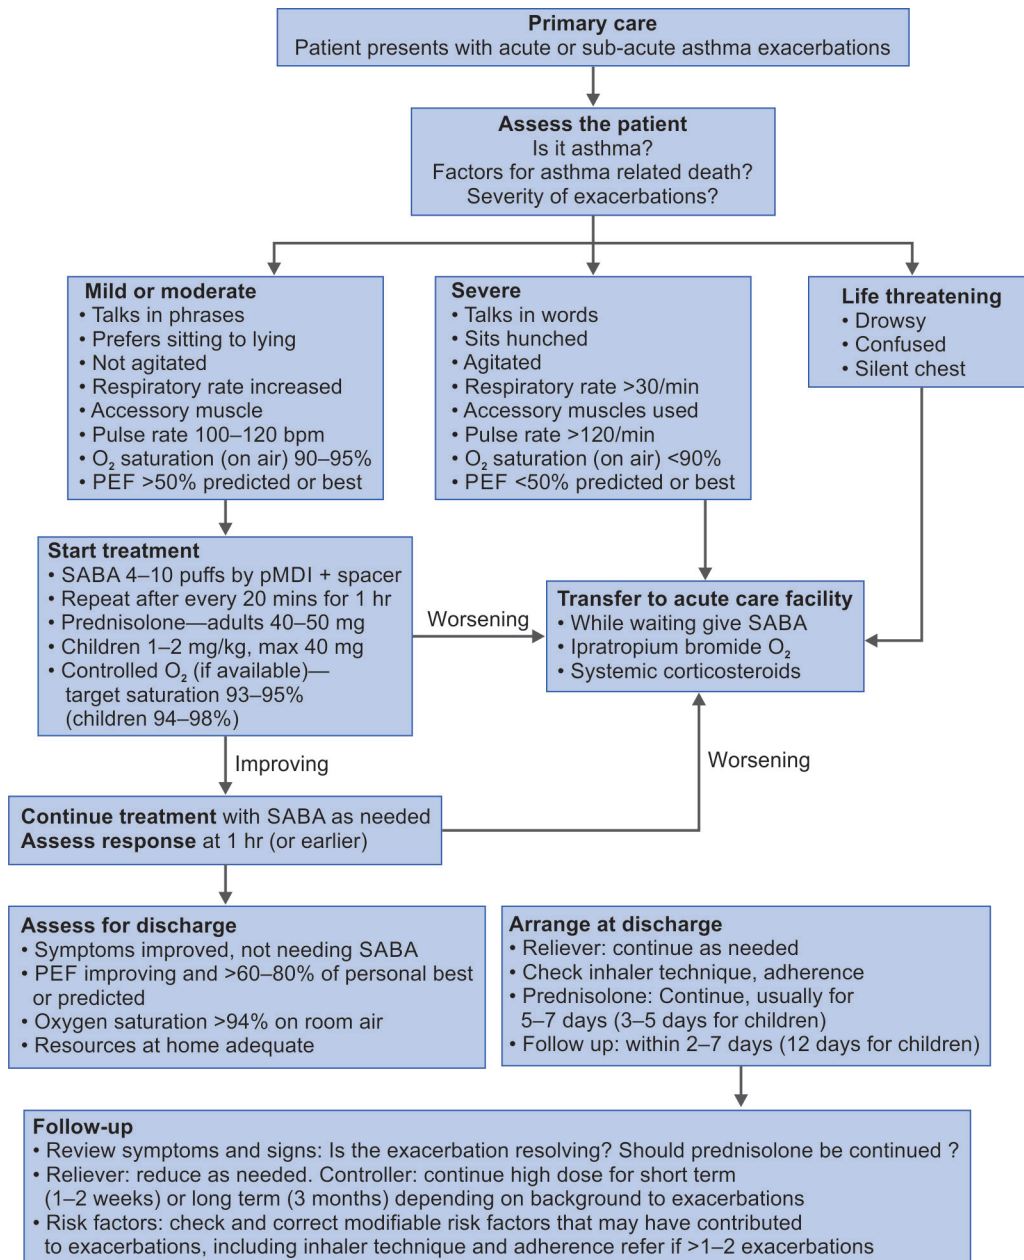 Primary care
Patient presents with acute or sub-acute asthma exacerbations
Assess the patient
Is it asthma?
Factors for asthma related death?
Severity of exacerbations?
Mild or moderate
• Talks in phrases
• Prefers sitting to lying
• Not agitated
• Respiratory rate increased
• Accessory muscle
• Pulse rate 100–120 bpm
• O₂ saturation (on air) 90–95%
• PEF >50% predicted or best
Severe
• Talks in words
• Sits hunched
• Agitated
• Respiratory rate >30/min
• Accessory muscles used
• Pulse rate >120/min
• O₂ saturation (on air) <90%
• PEF <50% predicted or best
Life threatening
• Drowsy
• Confused
• Silent chest
Start treatment
• SABA 4–10 puffs by pMDI + spacer
• Repeat after every 20 mins for 1 hr
• Prednisolone—adults 40–50 mg
• Children 1–2 mg/kg, max 40 mg
• Controlled O₂ (if available)—
target saturation 93–95%
(children 94–98%)
Worsening
Transfer to acute care facility
• While waiting give SABA
• Ipratropium bromide O₂
• Systemic corticosteroids
Improving
Worsening
Continue treatment with SABA as needed
Assess response at 1 hr (or earlier)
Assess for discharge
• Symptoms improved, not needing SABA
• PEF improving and >60–80% of personal best
or predicted
• Oxygen saturation >94% on room air
• Resources at home adequate
Arrange at discharge
• Reliever: continue as needed
• Check inhaler technique, adherence
• Prednisolone: Continue, usually for
5–7 days (3–5 days for children)
• Follow up: within 2–7 days (12 days for children)
Follow-up
• Review symptoms and signs: Is the exacerbation resolving? Should prednisolone be continued ?
• Reliever: reduce as needed. Controller: continue high dose for short term
(1–2 weeks) or long term (3 months) depending on background to exacerbations
• Risk factors: check and correct modifiable risk factors that may have contributed
to exacerbations, including inhaler technique and adherence refer if >1–2 exacerbations